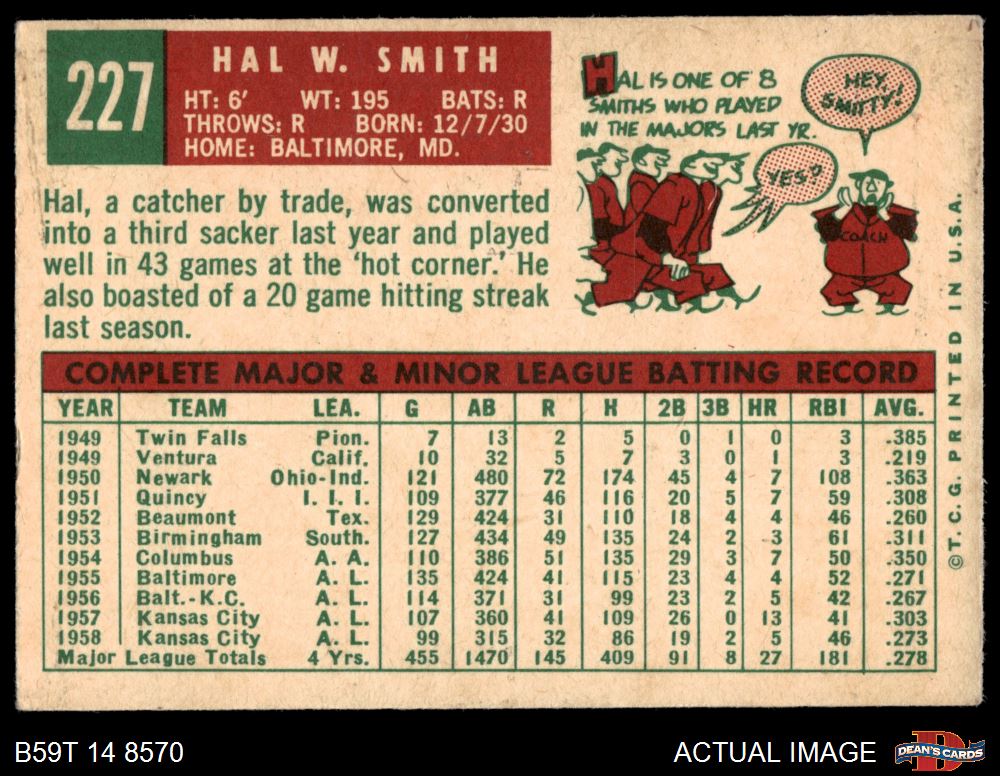 227
HAL W. SMITH
HT: 6' WT: 195 BATS: R
THROWS: R BORN: 12/7/30
HOME: BALTIMORE, MD.
HAL IS ONE OF 8
SMITHS WHO PLAYED
IN THE MAJORS LAST YR.
HEY,
SMITTY!
YES?
COACH
Hal, a catcher by trade, was converted
into a third sacker last year and played
well in 43 games at the 'hot corner.' He
also boasted of a 20 game hitting streak
last season.
COMPLETE MAJOR & MINOR LEAGUE BATTING RECORD
YEAR TEAM LEA. G AB R H 2B 3B HR RBI AVG.
1949 Twin Falls Pion. 7 13 2 5 0 1 0 3 .385
1949 Ventura Calif. 10 32 5 7 3 0 1 3 .219
1950 Newark Ohio-Ind. 121 480 72 174 45 4 7 108 .363
1951 Quincy I. I. I. 109 377 46 116 20 5 7 59 .308
1952 Beaumont Tex. 129 424 31 110 18 4 4 46 .260
1953 Birmingham South. 127 434 49 135 24 2 3 61 .311
1954 Columbus A. A. 110 386 51 135 29 3 7 50 .350
1955 Baltimore A. L. 135 424 41 115 23 4 4 52 .271
1956 Balt.-K.C. A. L. 114 371 31 99 23 2 5 42 .267
1957 Kansas City A. L. 107 360 41 109 26 0 13 41 .303
1958 Kansas City A. L. 99 315 32 86 19 2 5 46 .273
Major League Totals 4 Yrs. 455 1470 145 409 91 8 27 181 .278
©T. C. G. PRINTED IN U.S.A.
B59T 14 8570
ACTUAL IMAGE
DEAN'S CARDS